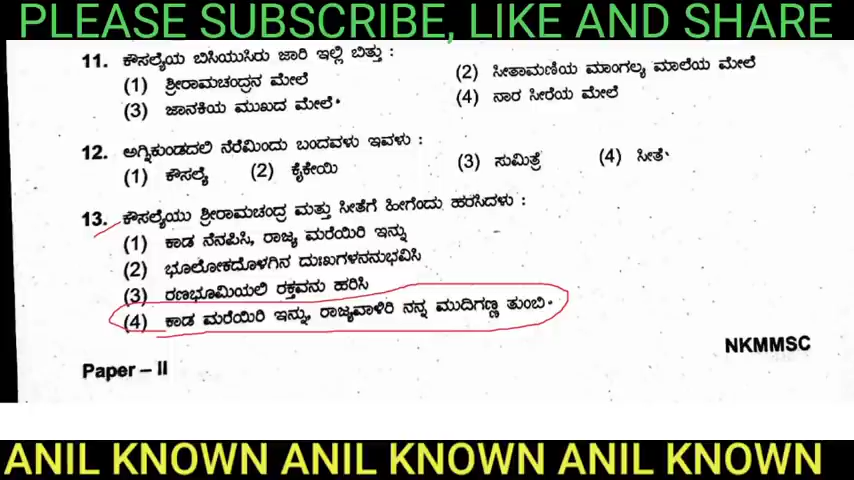 PLEASE SUBSCRIBE, LIKE AND SHARE
11. ಕೌಸಲ್ಯೆಯ ಬಿಸಿಯುಸಿರು ಜಾರಿ ಇಲ್ಲಿ ಬಿತ್ತು :
(1) ಶ್ರೀರಾಮಚಂದ್ರನ ಮೇಲೆ (2) ಸೀತಾಮಣಿಯ ಮಾಂಗಲ್ಯ ಮಾಲೆಯ ಮೇಲೆ
(3) ಜಾನಕಿಯ ಮುಖದ ಮೇಲೆ (4) ನಾರ ಸೀರೆಯ ಮೇಲೆ
12. ಅಗ್ನಿಕುಂಡದಲಿ ನೆರೆಮಿಂದು ಬಂದವಳು ಇವಳು :
(1) ಕೌಸಲ್ಯೆ (2) ಕೈಕೇಯಿ (3) ಸುಮಿತ್ರೆ (4) ಸೀತೆ
13. ಕೌಸಲ್ಯೆಯು ಶ್ರೀರಾಮಚಂದ್ರ ಮತ್ತು ಸೀತೆಗೆ ಹೀಗೆಂದು ಹರಸಿದಳು :
(1) ಕಾಡ ನೆನಪಿಸಿ, ರಾಜ್ಯ ಮರೆಯಿರಿ ಇನ್ನು
(2) ಭೂಲೋಕದೊಳಗಿನ ದುಃಖಗಳನನುಭವಿಸಿ
(3) ರಣಭೂಮಿಯಲಿ ರಕ್ತವನು ಹರಿಸಿ
(4) ಕಾಡ ಮರೆಯಿರಿ ಇನ್ನು, ರಾಜ್ಯವಾಳಿರಿ ನನ್ನ ಮುದಿಗಣ್ಣ ತುಂಬಿ
NKMMSC
Paper – II
ANIL KNOWN ANIL KNOWN ANIL KNOWN